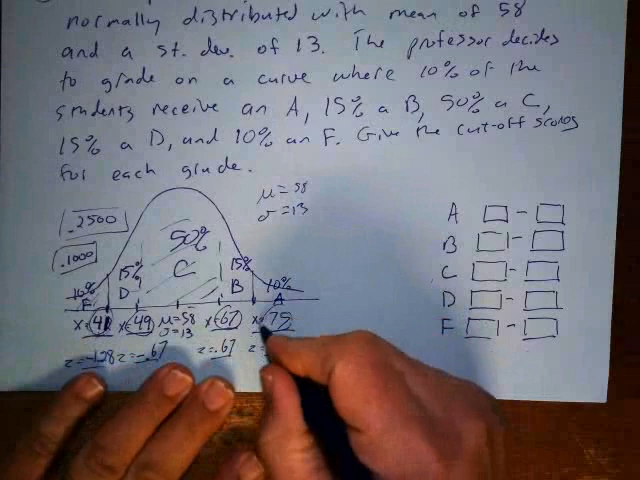 normally distributed with mean of 58
and a st. dev. of 13. The professor decides
to grade on a curve where 10% of the
students receive an A, 15% a B, 50% a C,
15% a D, and 10% an F. Give the cut-off scores
for each grade.
μ=58
σ=13
.2500
.1000
50%
C
10%
F
15%
D
15%
B
10%
A
x=41 x=49 μ=58 x=67 x=75
σ=13
z=-1.28 z=-.67 z=.67 z=
A -
B -
C -
D -
F -